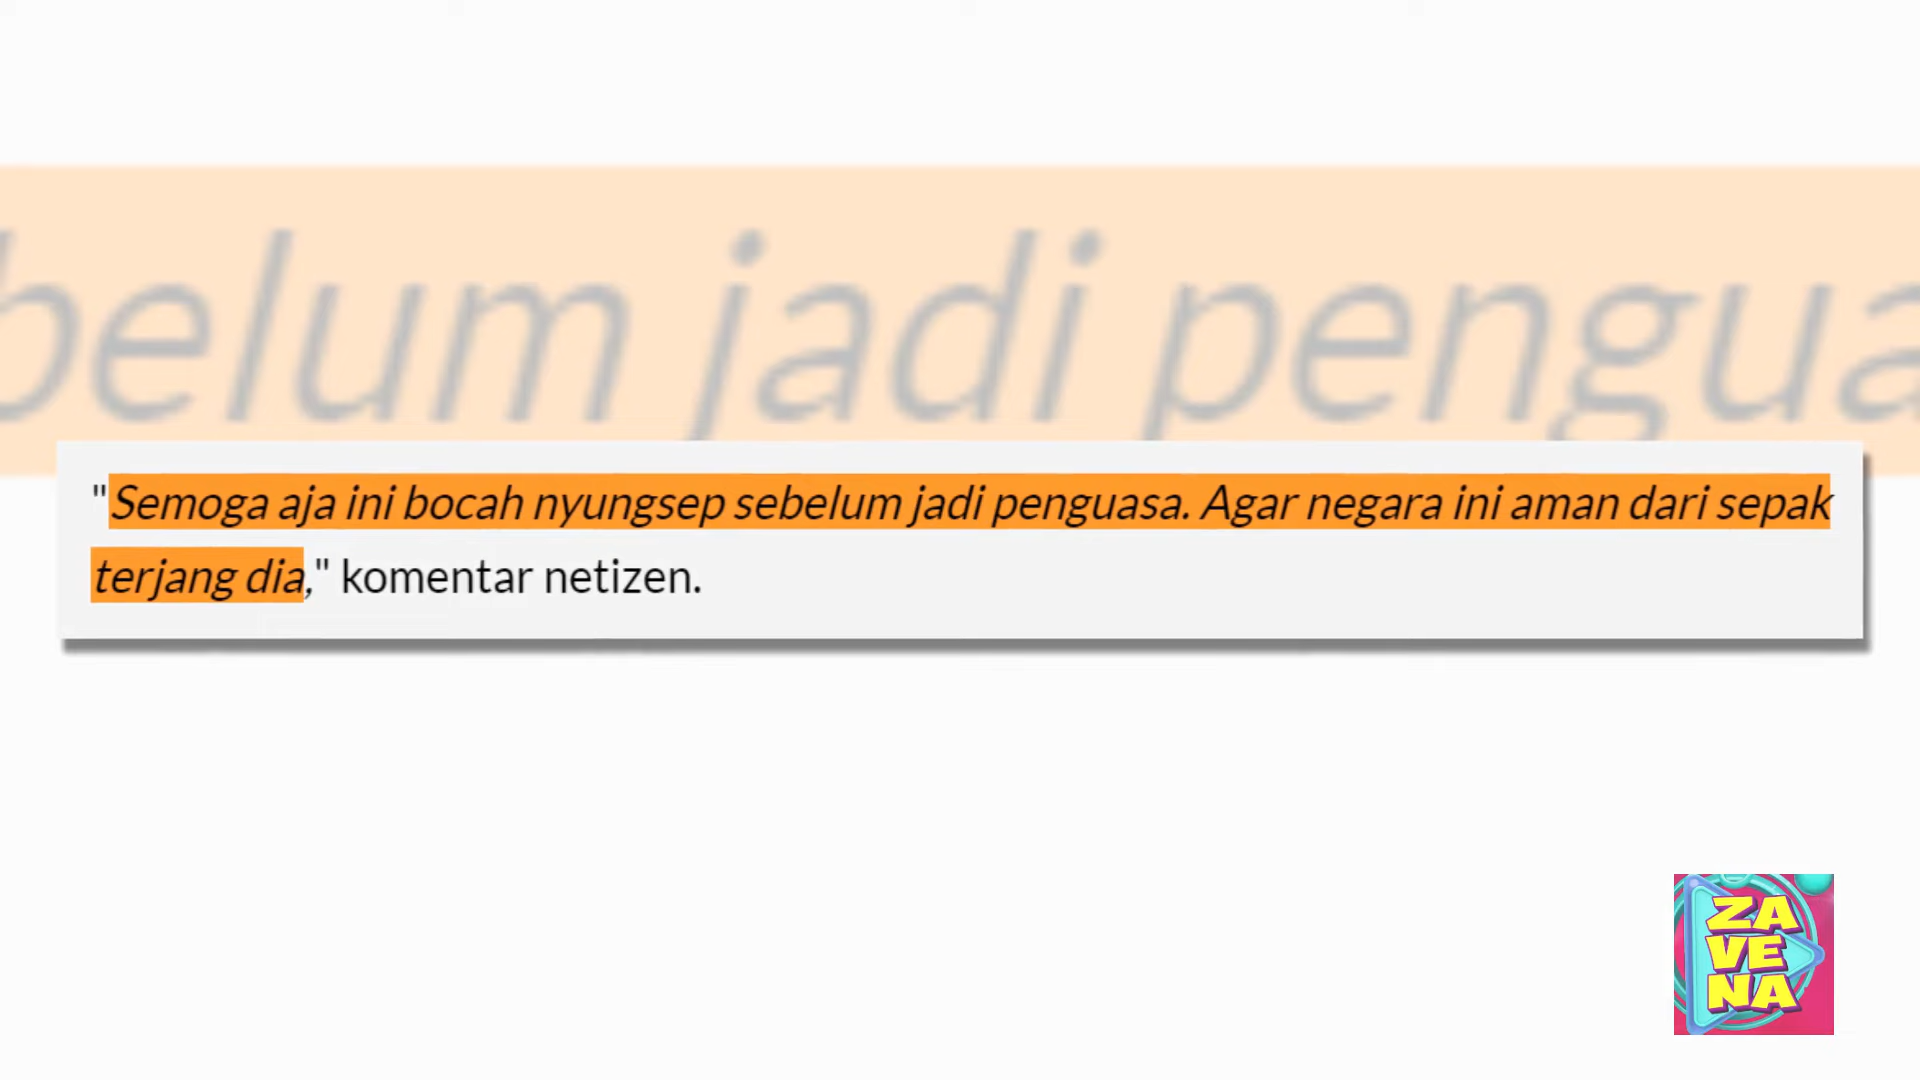 belum jadi pengua
"Semoga aja ini bocah nyungsep sebelum jadi penguasa. Agar negara ini aman dari sepak
terjang dia," komentar netizen.
ZA
VE
NA